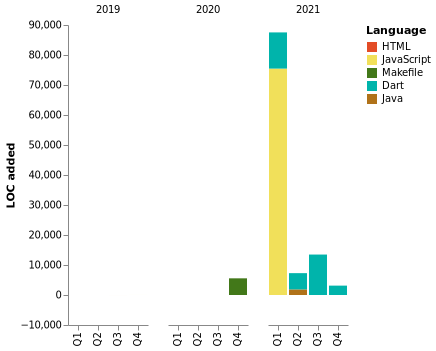 2019 2020 2021
Language
HTML
JavaScript
Makefile
Dart
Java
LOC added
90,000
80,000
70,000
60,000
50,000
40,000
30,000
20,000
10,000
0
−10,000
Q1 Q2 Q3 Q4 Q1 Q2 Q3 Q4 Q1 Q2 Q3 Q4